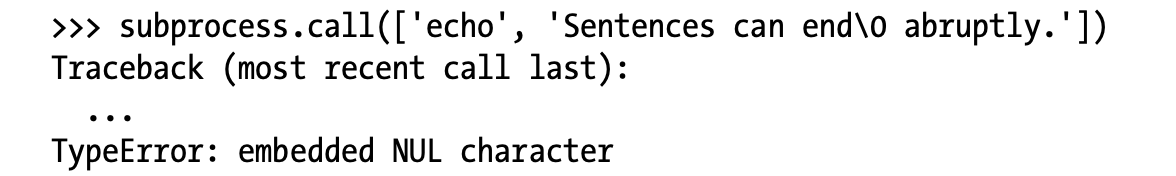 >>> subprocess.call(['echo', 'Sentences can end\0 abruptly.'])
Traceback (most recent call last):
  ...
TypeError: embedded NUL character